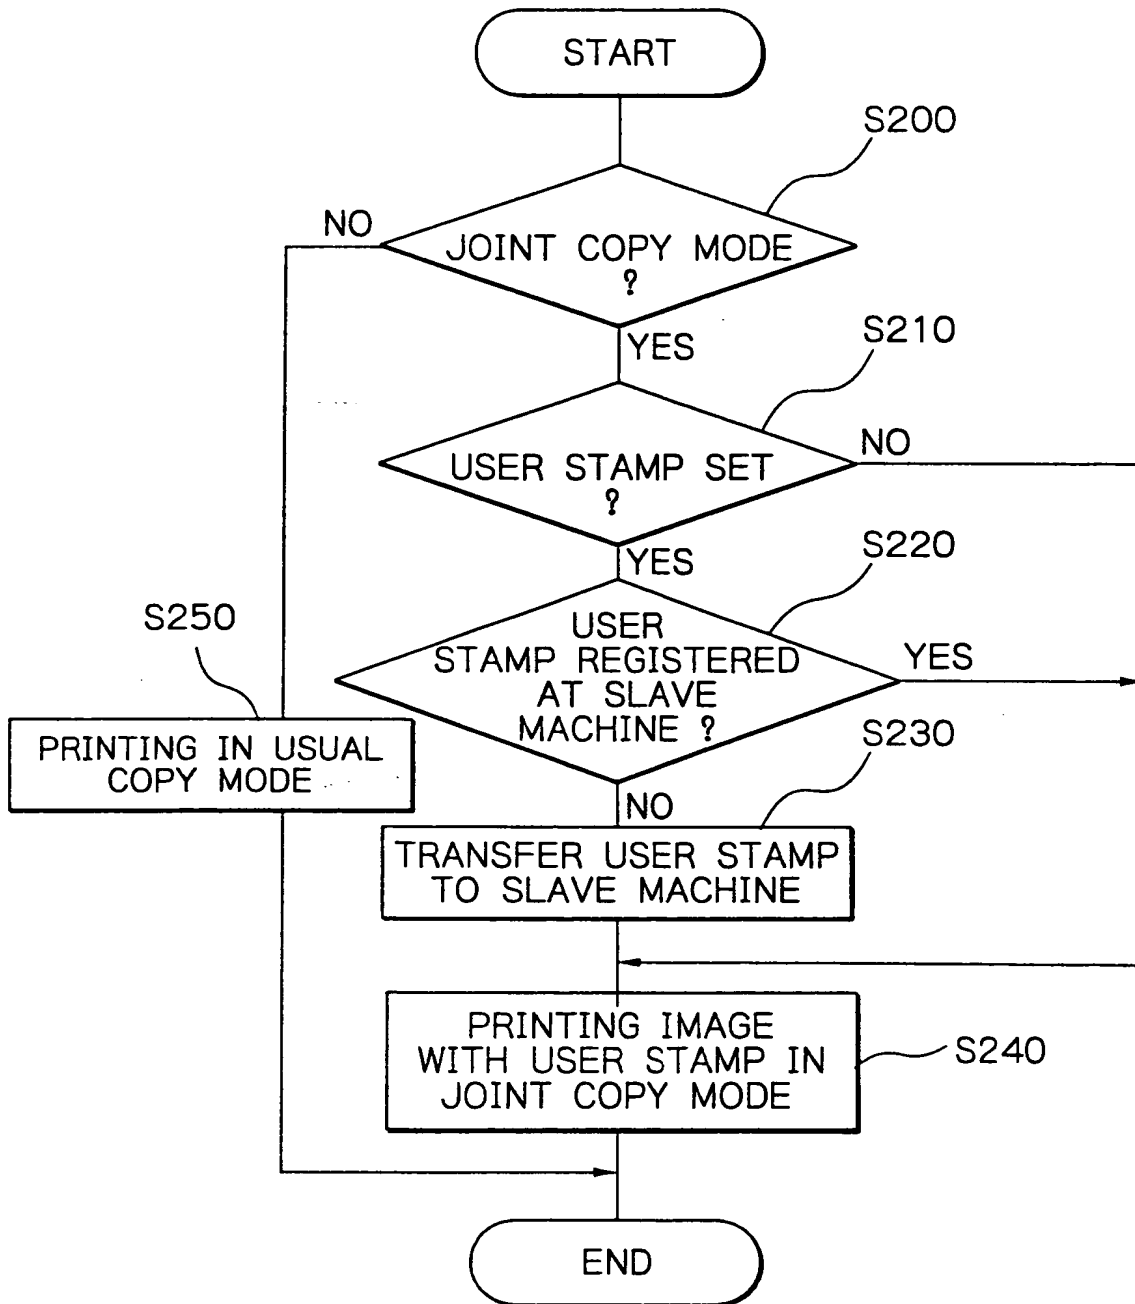 START
S200
NO
JOINT COPY MODE
?
YES
S210
NO
USER STAMP SET
?
YES
S220
USER
STAMP REGISTERED
AT SLAVE
MACHINE ?
YES
S250
PRINTING IN USUAL
COPY MODE
S230
NO
TRANSFER USER STAMP
TO SLAVE MACHINE
PRINTING IMAGE
WITH USER STAMP IN
JOINT COPY MODE
S240
END